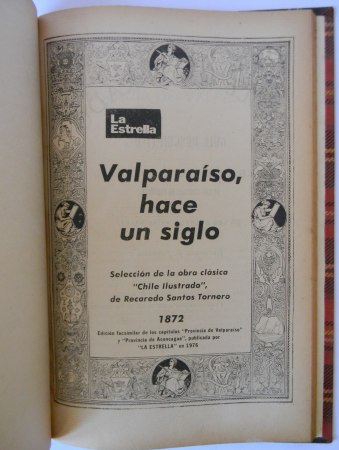 La
Estrella
Valparaíso,
hace
un siglo
Selección de la obra clásica
"Chile Ilustrado",
de Recaredo Santos Tornero
1872
Edición facsimilar de los capítulos "Provincia de Valparaíso"
y "Provincia de Aconcagua", publicada por
"LA ESTRELLA" en 1976